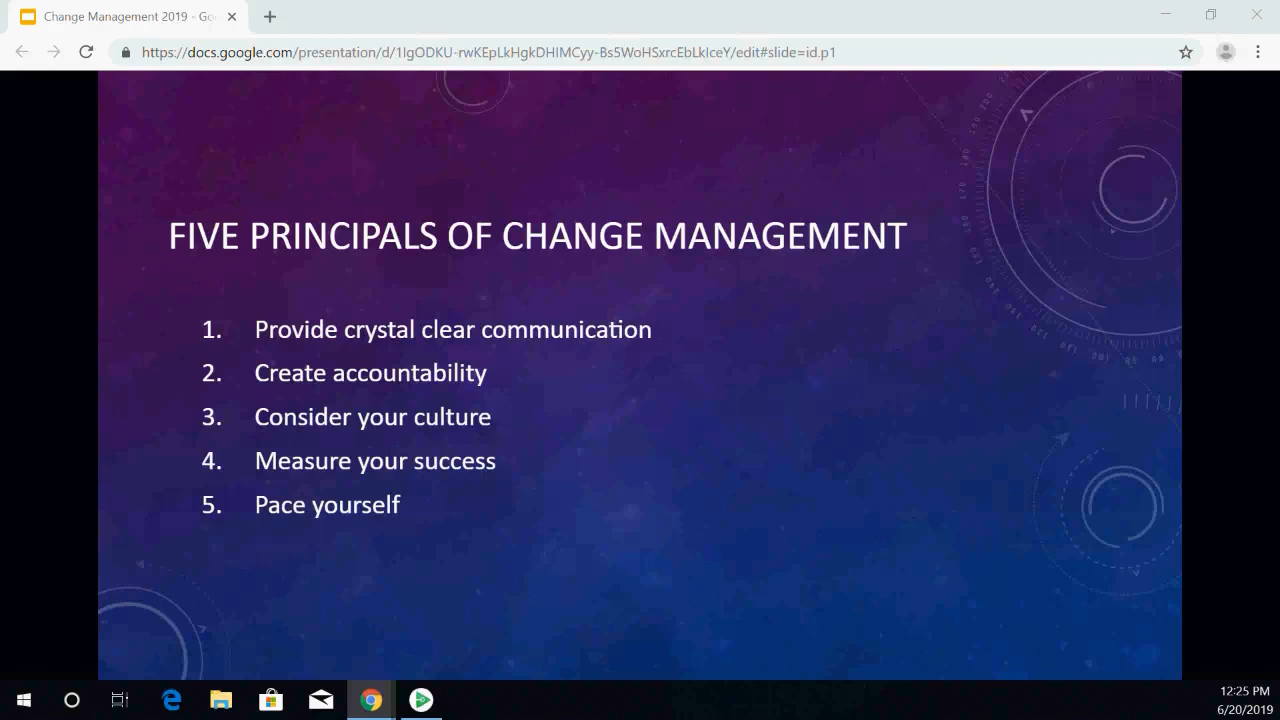 Change Management 2019 - Go
https://docs.google.com/presentation/d/1IgODKU-rwKEpLkHgkDHIMCyy-Bs5WoHSxrcEbLkIceY/edit#slide=id.p1
FIVE PRINCIPALS OF CHANGE MANAGEMENT
1. Provide crystal clear communication
2. Create accountability
3. Consider your culture
4. Measure your success
5. Pace yourself
12:25 PM
6/20/2019